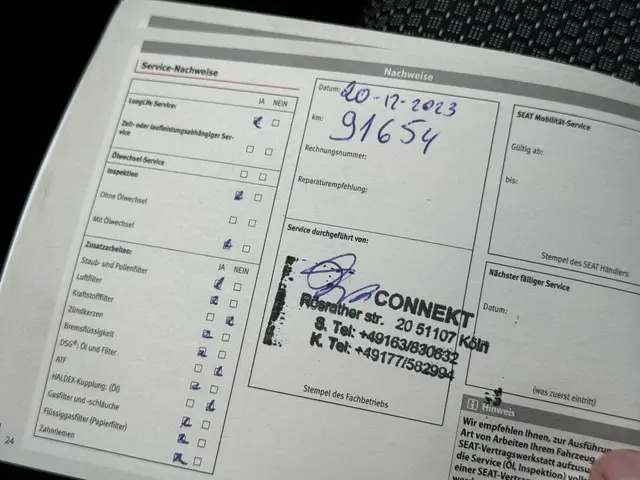 Service-Nachweise
JA NEIN
LongLife Service:
Zeit- oder laufleistungsabhängiger Ser-
vice
Ölwechsel-Service
Inspektion
Ohne Ölwechsel
Mit Ölwechsel
Zusatzarbeiten:
JA NEIN
Staub- und Pollenfilter
Luftfilter
Kraftstofffilter
Zündkerzen
Bremsflüssigkeit
DSG®: Öl und Filter
ATF
HALDEX-Kupplung: (Öl)
Gasfilter und -schläuche
Flüssiggasfilter (Papierfilter)
Zahnriemen
24
Nachweise
Datum: 20-12-2023
km: 91654
Rechnungsnummer:
Reparaturempfehlung:
Service durchgeführt von:
CONNEKT
Rösrather str. 20 51107 Köln
S. Tel: +49163/830632
K. Tel: +49177/582994
Stempel des Fachbetriebs
SEAT Mobilität-Service
Gültig ab:
bis:
Stempel des SEAT Händlers
Nächster fälliger Service
Datum:
(was zuerst eintritt)
Hinweis
Wir empfehlen Ihnen, zur Ausführun
Art von Arbeiten Ihrem Fahrzeug
SEAT-Vertragswerkstatt aufzusu
die Service (Öl, Inspektion) voll
einer SEAT-Vertrag